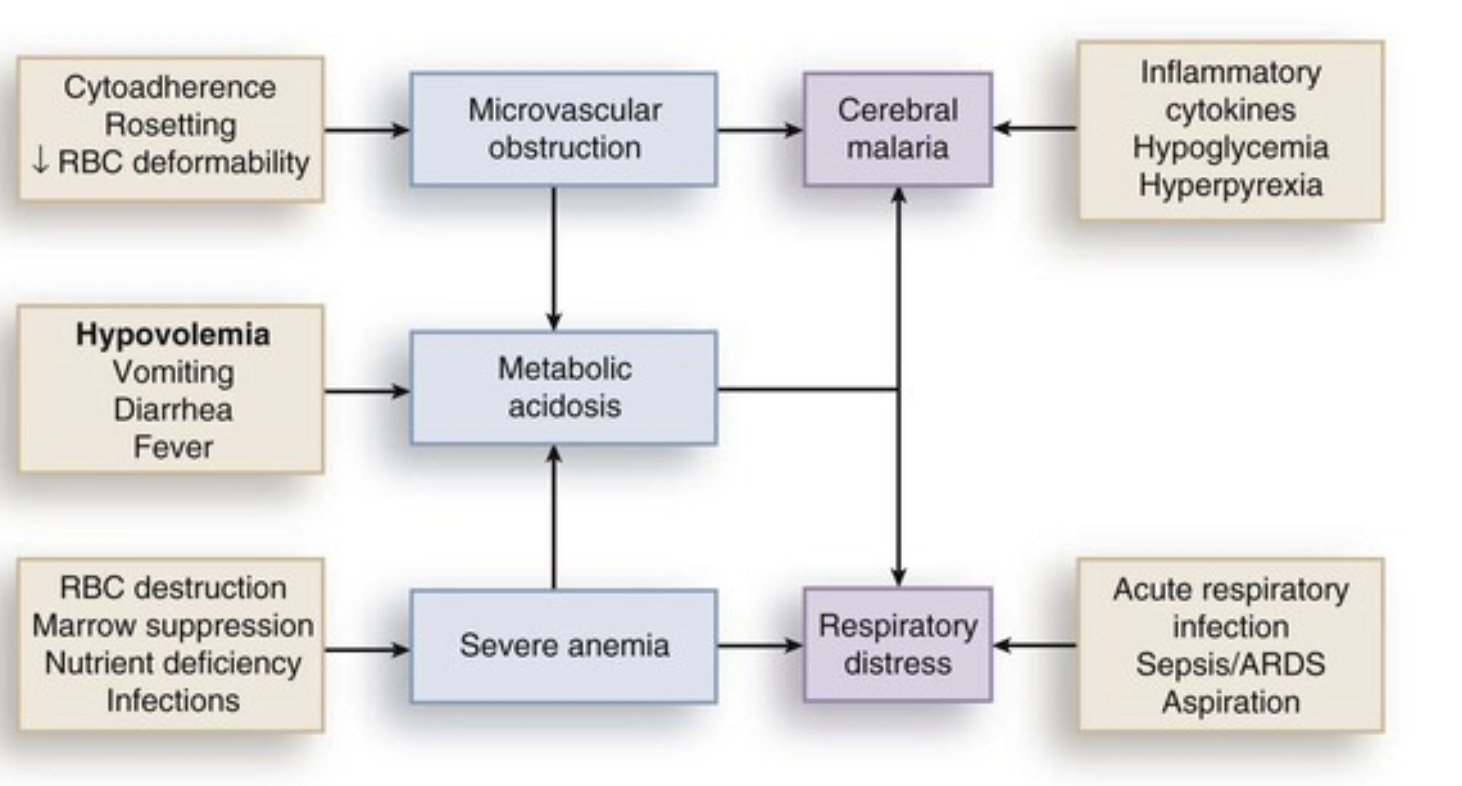 Cytoadherence
Rosetting
↓ RBC deformability
Microvascular
obstruction
Cerebral
malaria
Inflammatory
cytokines
Hypoglycemia
Hyperpyrexia
Hypovolemia
Vomiting
Diarrhea
Fever
Metabolic
acidosis
RBC destruction
Marrow suppression
Nutrient deficiency
Infections
Severe anemia
Respiratory
distress
Acute respiratory
infection
Sepsis/ARDS
Aspiration